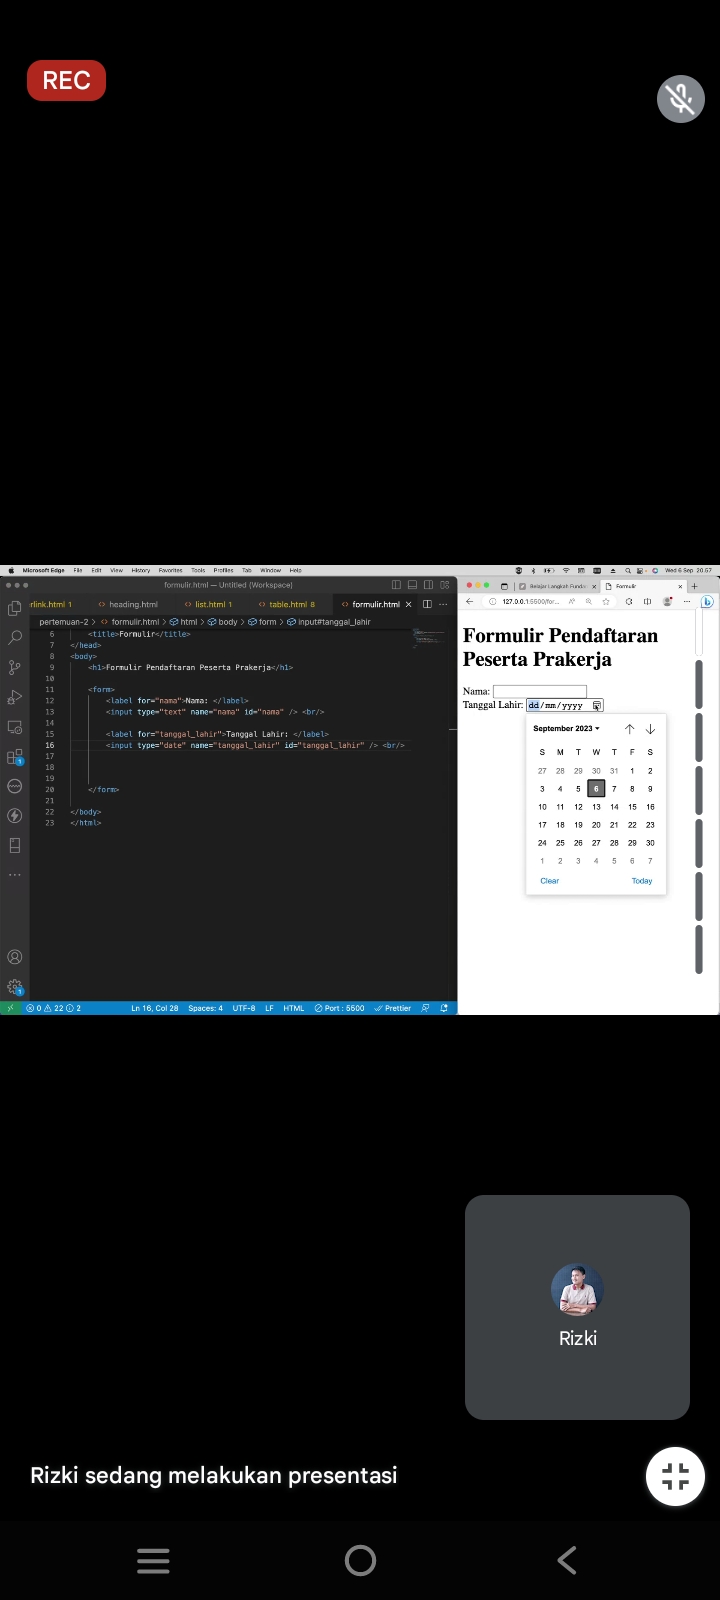 REC
Microsoft Edge File Edit View History Favorites Tools Profiles Tab Window Help
Wed 6 Sep 20.57
formulir.html — Untitled (Workspace)
rlink.html 1 heading.html list.html 1 table.html 8 formulir.html
pertemuan-2 > formulir.html > html > body > form > input#tanggal_lahir
6 <title>Formulir</title>
7 </head>
8 <body>
9 <h1>Formulir Pendaftaran Peserta Prakerja</h1>
10
11 <form>
12 <label for="nama">Nama: </label>
13 <input type="text" name="nama" id="nama" /> <br/>
14
15 <label for="tanggal_lahir">Tanggal Lahir: </label>
16 <input type="date" name="tanggal_lahir" id="tanggal_lahir" /> <br/>
17
18
19
20 </form>
21
22 </body>
23 </html>
1
1
0 22 2 Ln 16, Col 28 Spaces: 4 UTF-8 LF HTML Port : 5500 Prettier
Belajar Langkah Fundo Formulir
127.0.0.1:5500/for...
Formulir Pendaftaran
Peserta Prakerja
Nama:
Tanggal Lahir: dd/mm/yyyy
September 2023
S M T W T F S
27 28 29 30 31 1 2
3 4 5 6 7 8 9
10 11 12 13 14 15 16
17 18 19 20 21 22 23
24 25 26 27 28 29 30
1 2 3 4 5 6 7
Clear Today
Rizki
Rizki sedang melakukan presentasi